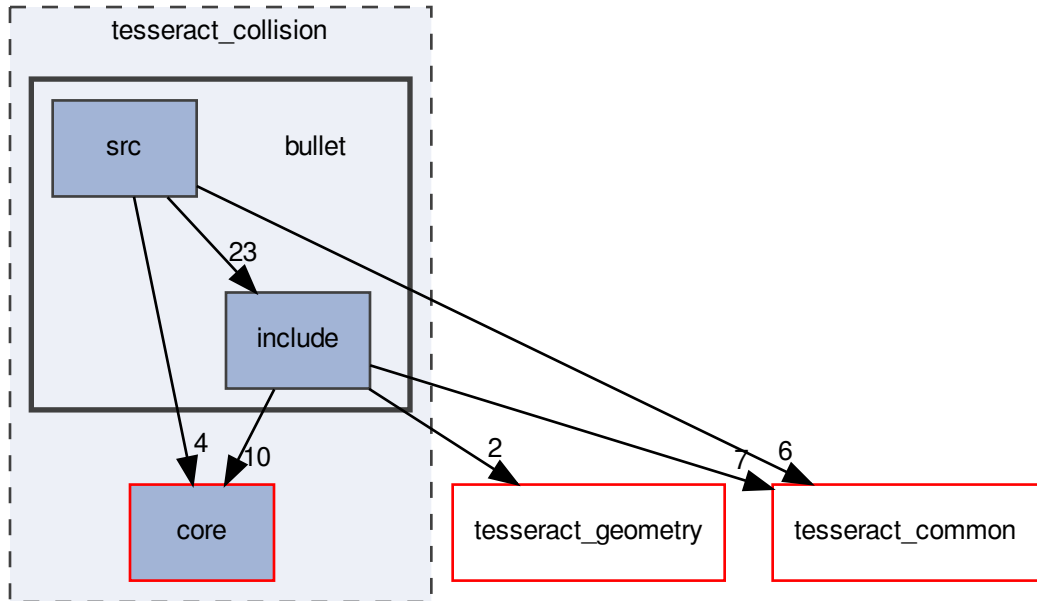 tesseract_collision
src
bullet
23
include
4
10
2
7
6
core
tesseract_geometry
tesseract_common